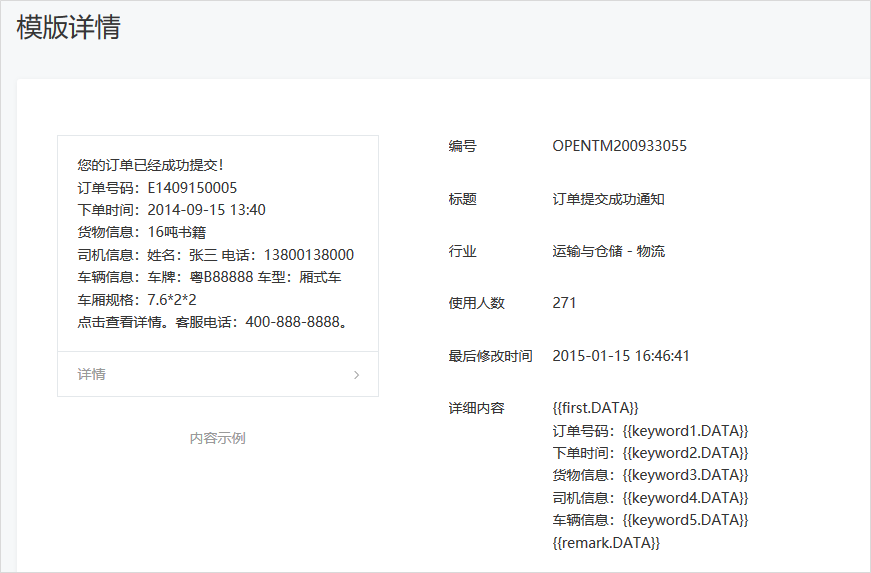 模版详情
您的订单已经成功提交!
订单号码：E1409150005
下单时间：2014-09-15 13:40
货物信息：16吨书籍
司机信息：姓名：张三 电话：13800138000
车辆信息：车牌：粤B88888 车型：厢式车
车厢规格：7.6*2*2
点击查看详情。客服电话：400-888-8888。
详情
内容示例
编号 OPENTM200933055
标题 订单提交成功通知
行业 运输与仓储 - 物流
使用人数 271
最后修改时间 2015-01-15 16:46:41
详细内容 {{first.DATA}}
订单号码：{{keyword1.DATA}}
下单时间：{{keyword2.DATA}}
货物信息：{{keyword3.DATA}}
司机信息：{{keyword4.DATA}}
车辆信息：{{keyword5.DATA}}
{{remark.DATA}}